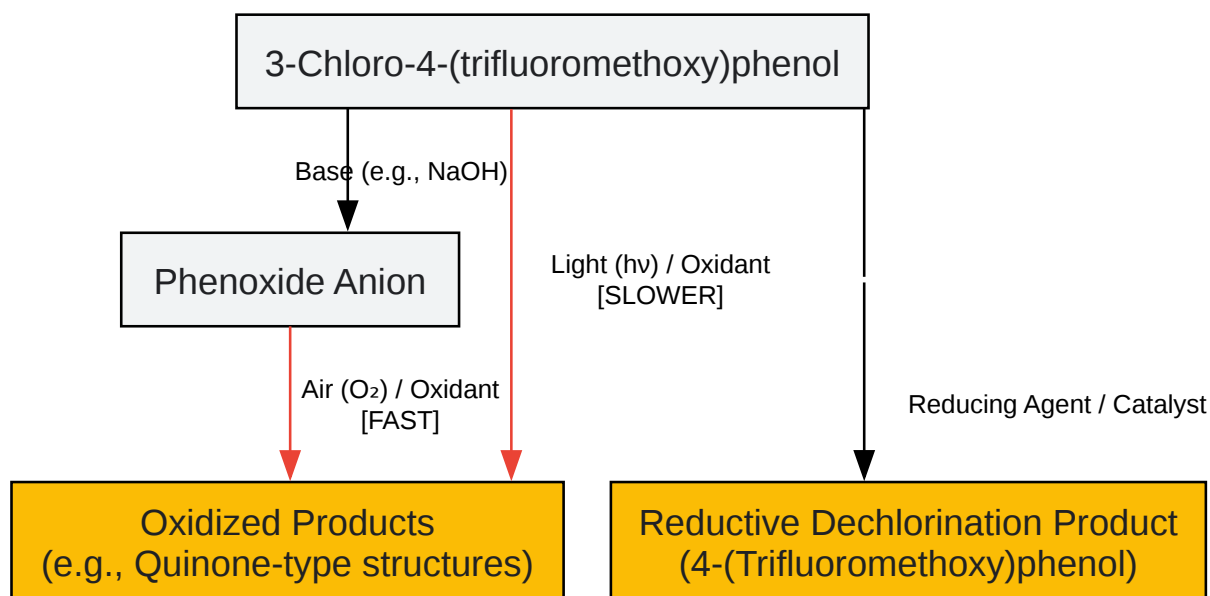 3-Chloro-4-(trifluoromethoxy)phenol
Base (e.g., NaOH)
Phenoxide Anion
Light (hν) / Oxidant
[SLOWER]
Air (O₂) / Oxidant
[FAST]
Reducing Agent / Catalyst
Oxidized Products
(e.g., Quinone-type structures)
Reductive Dechlorination Product
(4-(Trifluoromethoxy)phenol)